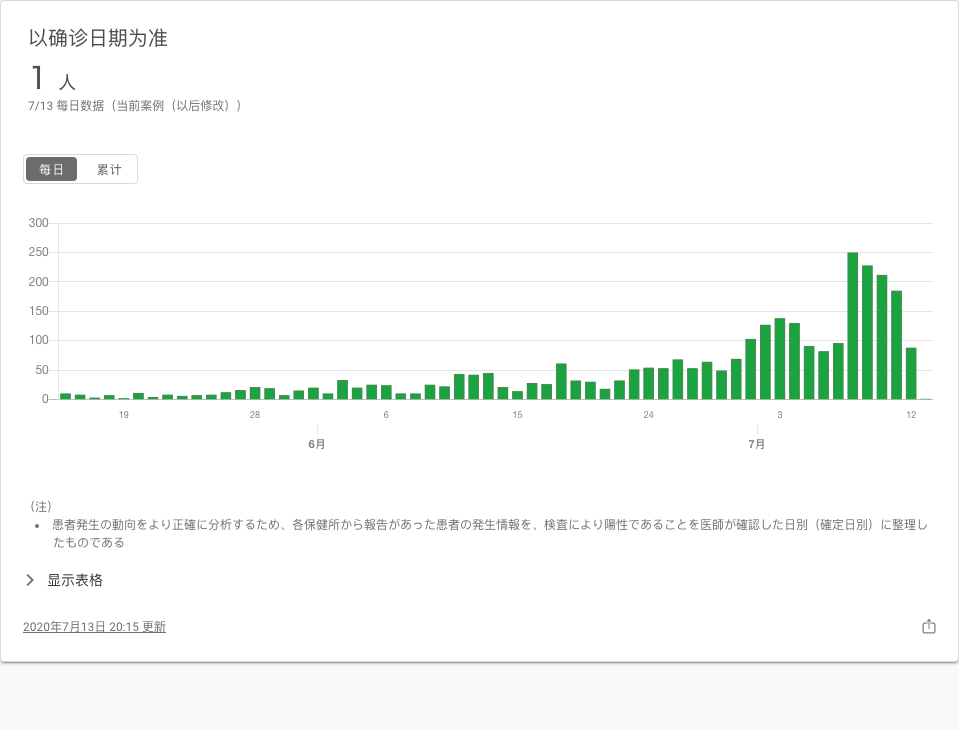 以确诊日期为准
1 人
7/13 每日数据（当前案例（以后修改））
每日 累计
300
250
200
150
100
50
0
19 28 6 15 24 3 12
6月 7月
（注）
• 患者発生の動向をより正確に分析するため、各保健所から報告があった患者の発生情報を、検査により陽性であることを医師が確認した日別（確定日別）に整理し
たものである
显示表格
2020年7月13日 20:15 更新